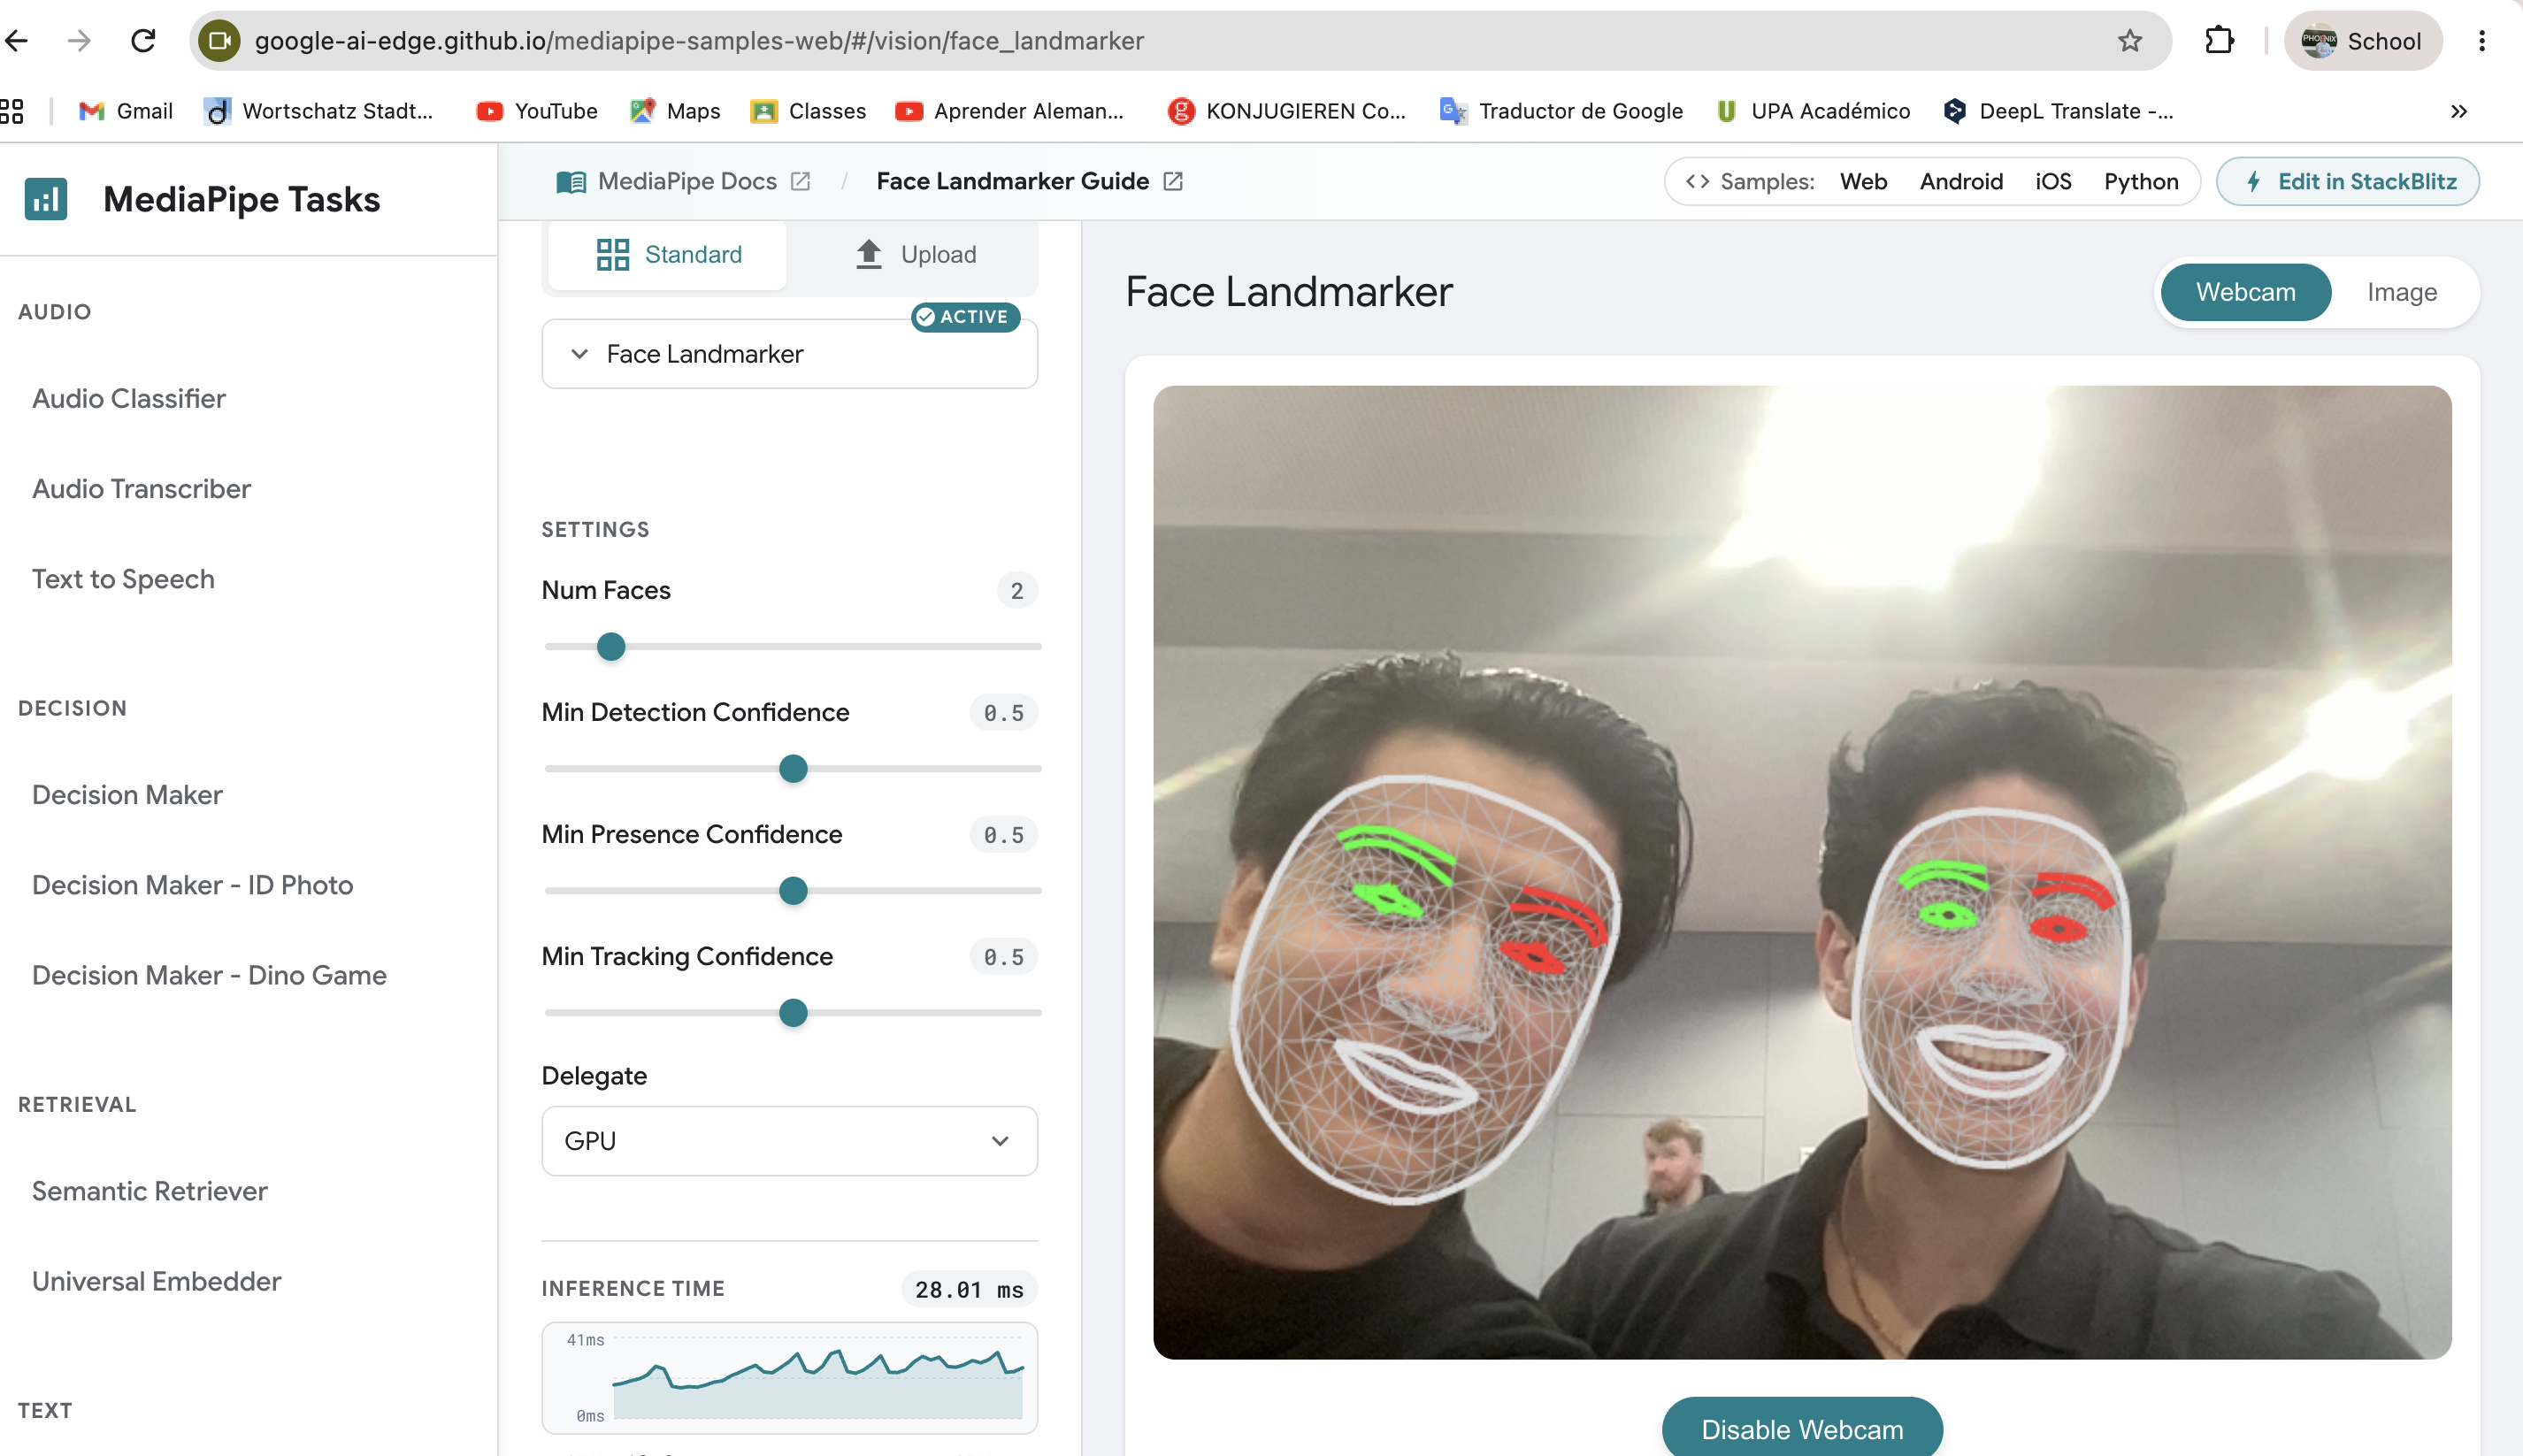 google-ai-edge.github.io/mediapipe-samples-web/#/vision/face_landmarker
School
Gmail
Wortschatz Stadt...
YouTube
Maps
Classes
Aprender Aleman...
KONJUGIEREN Co...
Traductor de Google
UPA Académico
DeepL Translate -...
MediaPipe Tasks
AUDIO
Audio Classifier
Audio Transcriber
Text to Speech
DECISION
Decision Maker
Decision Maker - ID Photo
Decision Maker - Dino Game
RETRIEVAL
Semantic Retriever
Universal Embedder
TEXT
MediaPipe Docs / Face Landmarker Guide
Samples: Web Android iOS Python
Edit in StackBlitz
Standard
Upload
ACTIVE
Face Landmarker
SETTINGS
Num Faces 2
Min Detection Confidence 0.5
Min Presence Confidence 0.5
Min Tracking Confidence 0.5
Delegate
GPU
INFERENCE TIME 28.01 ms
41ms
0ms
Face Landmarker
Webcam
Image
Disable Webcam